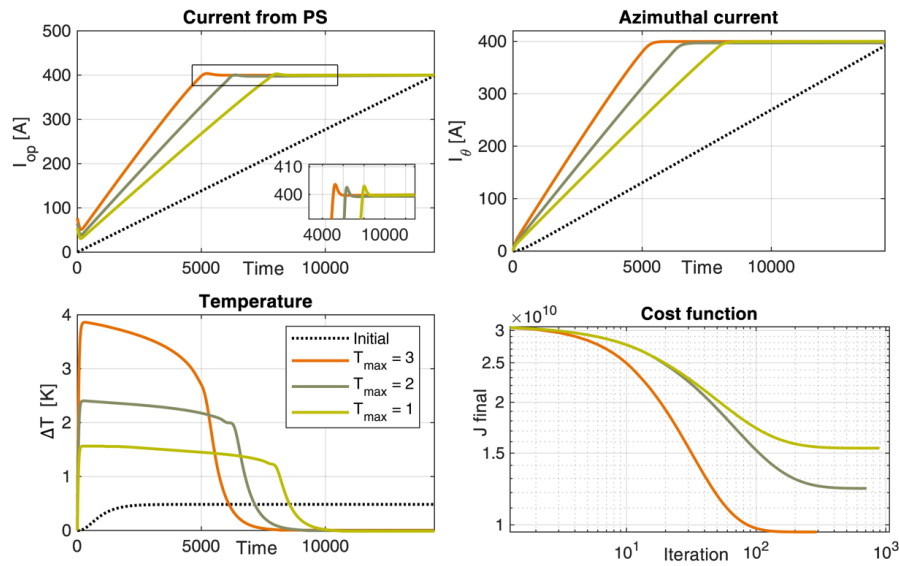 Current from PS
500
400
300
200
100
0
I_op [A]
0
5000
10000
Time
410
400
4000
10000
Azimuthal current
400
300
200
100
0
I_θ [A]
0
5000
10000
Time
Temperature
4
3
2
1
0
ΔT [K]
0
5000
10000
Time
Initial
T_max = 3
T_max = 2
T_max = 1
Cost function
×10^10
3
2.5
2
1.5
1
J final
10^1
10^2
10^3
Iteration